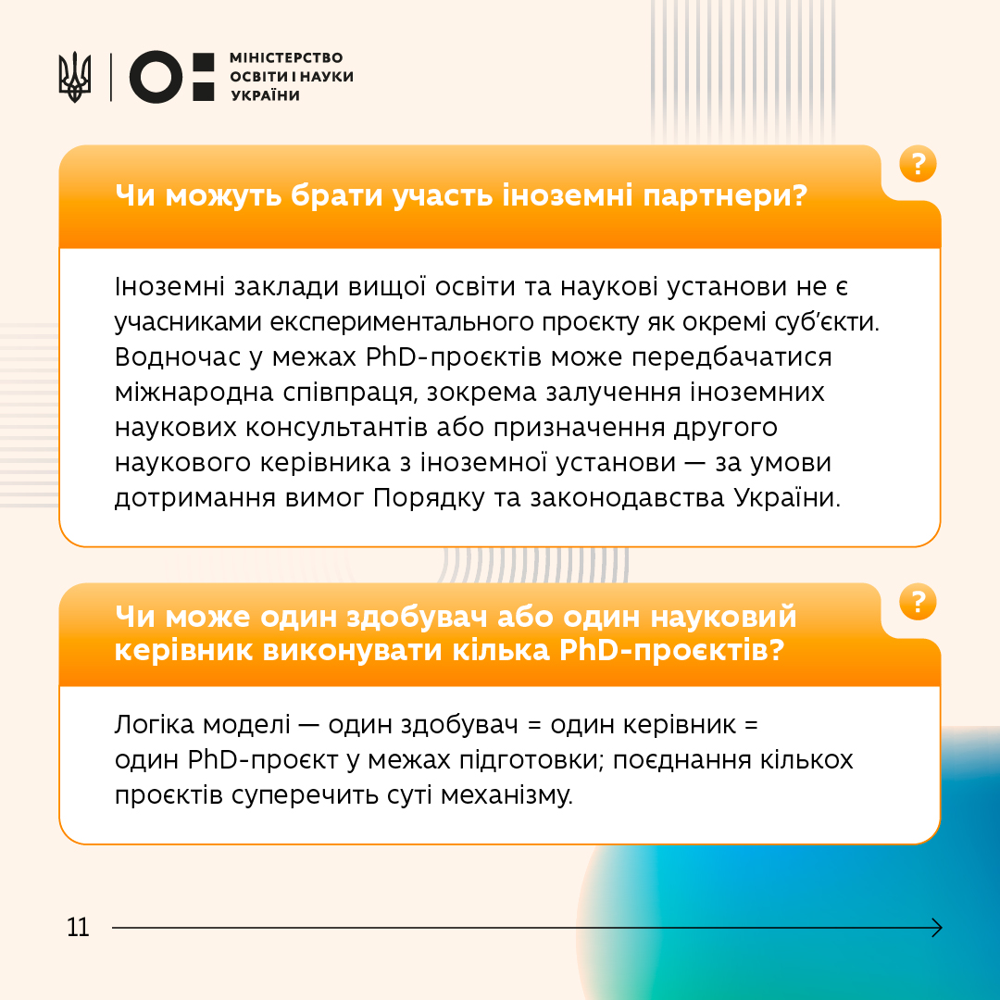 МІНІСТЕРСТВО
ОСВІТИ І НАУКИ
УКРАЇНИ
Чи можуть брати участь іноземні партнери?
?
Іноземні заклади вищої освіти та наукові установи не є
учасниками експериментального проєкту як окремі суб’єкти.
Водночас у межах PhD-проєктів може передбачатися
міжнародна співпраця, зокрема залучення іноземних
наукових консультантів або призначення другого
наукового керівника з іноземної установи — за умови
дотримання вимог Порядку та законодавства України.
Чи може один здобувач або один науковий
керівник виконувати кілька PhD-проєктів?
?
Логіка моделі — один здобувач = один керівник =
один PhD-проєкт у межах підготовки; поєднання кількох
проєктів суперечить суті механізму.
11